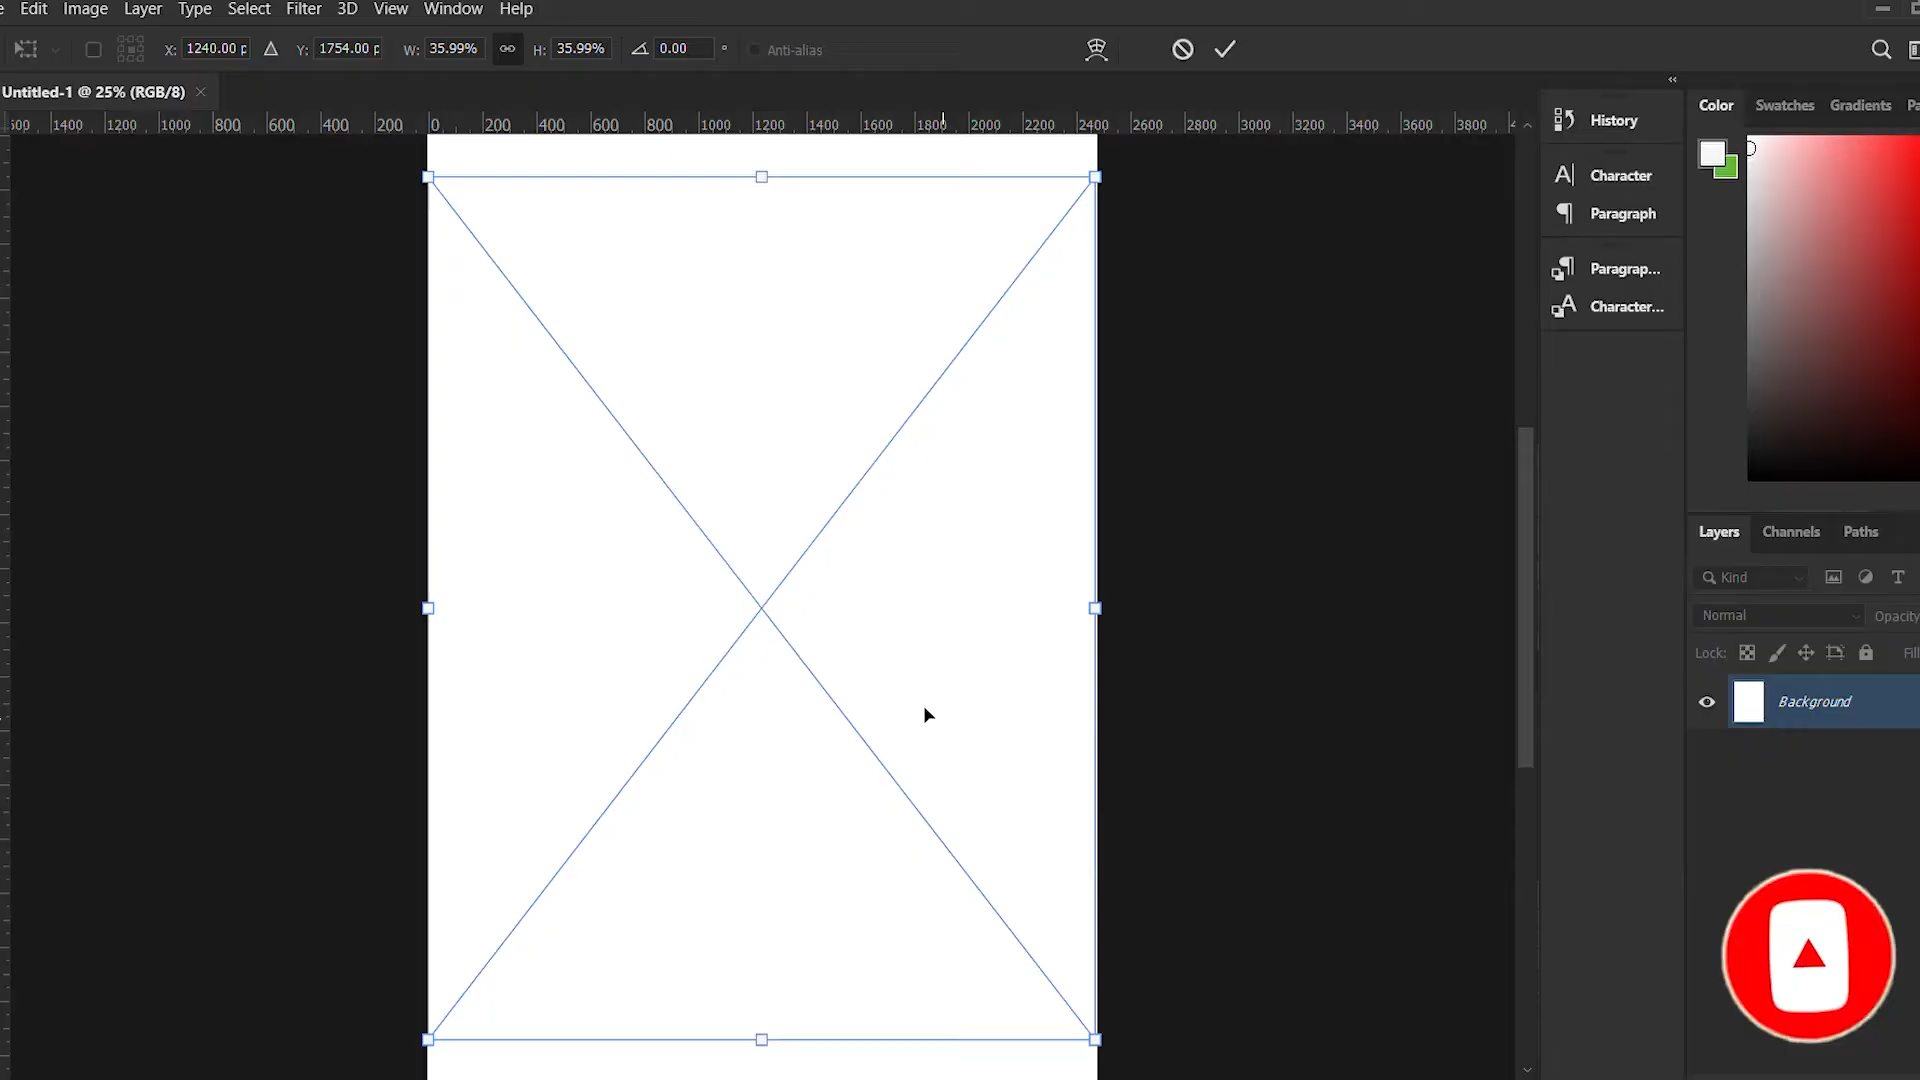 Edit Image Layer Type Select Filter 3D View Window Help
X: 1240.00 p Y: 1754.00 p W: 35.99% H: 35.99% 0.00 ° Anti-alias
Untitled-1 @ 25% (RGB/8)
1400 1200 1000 800 600 400 200 0 200 400 600 800 1000 1200 1400 1600 1800 2000 2200 2400 2600 2800 3000 3200 3400 3600 3800
History
Character
Paragraph
Paragrap...
Character...
Color Swatches Gradients
Layers Channels Paths
Kind
Normal Opacity
Lock: Fill
Background